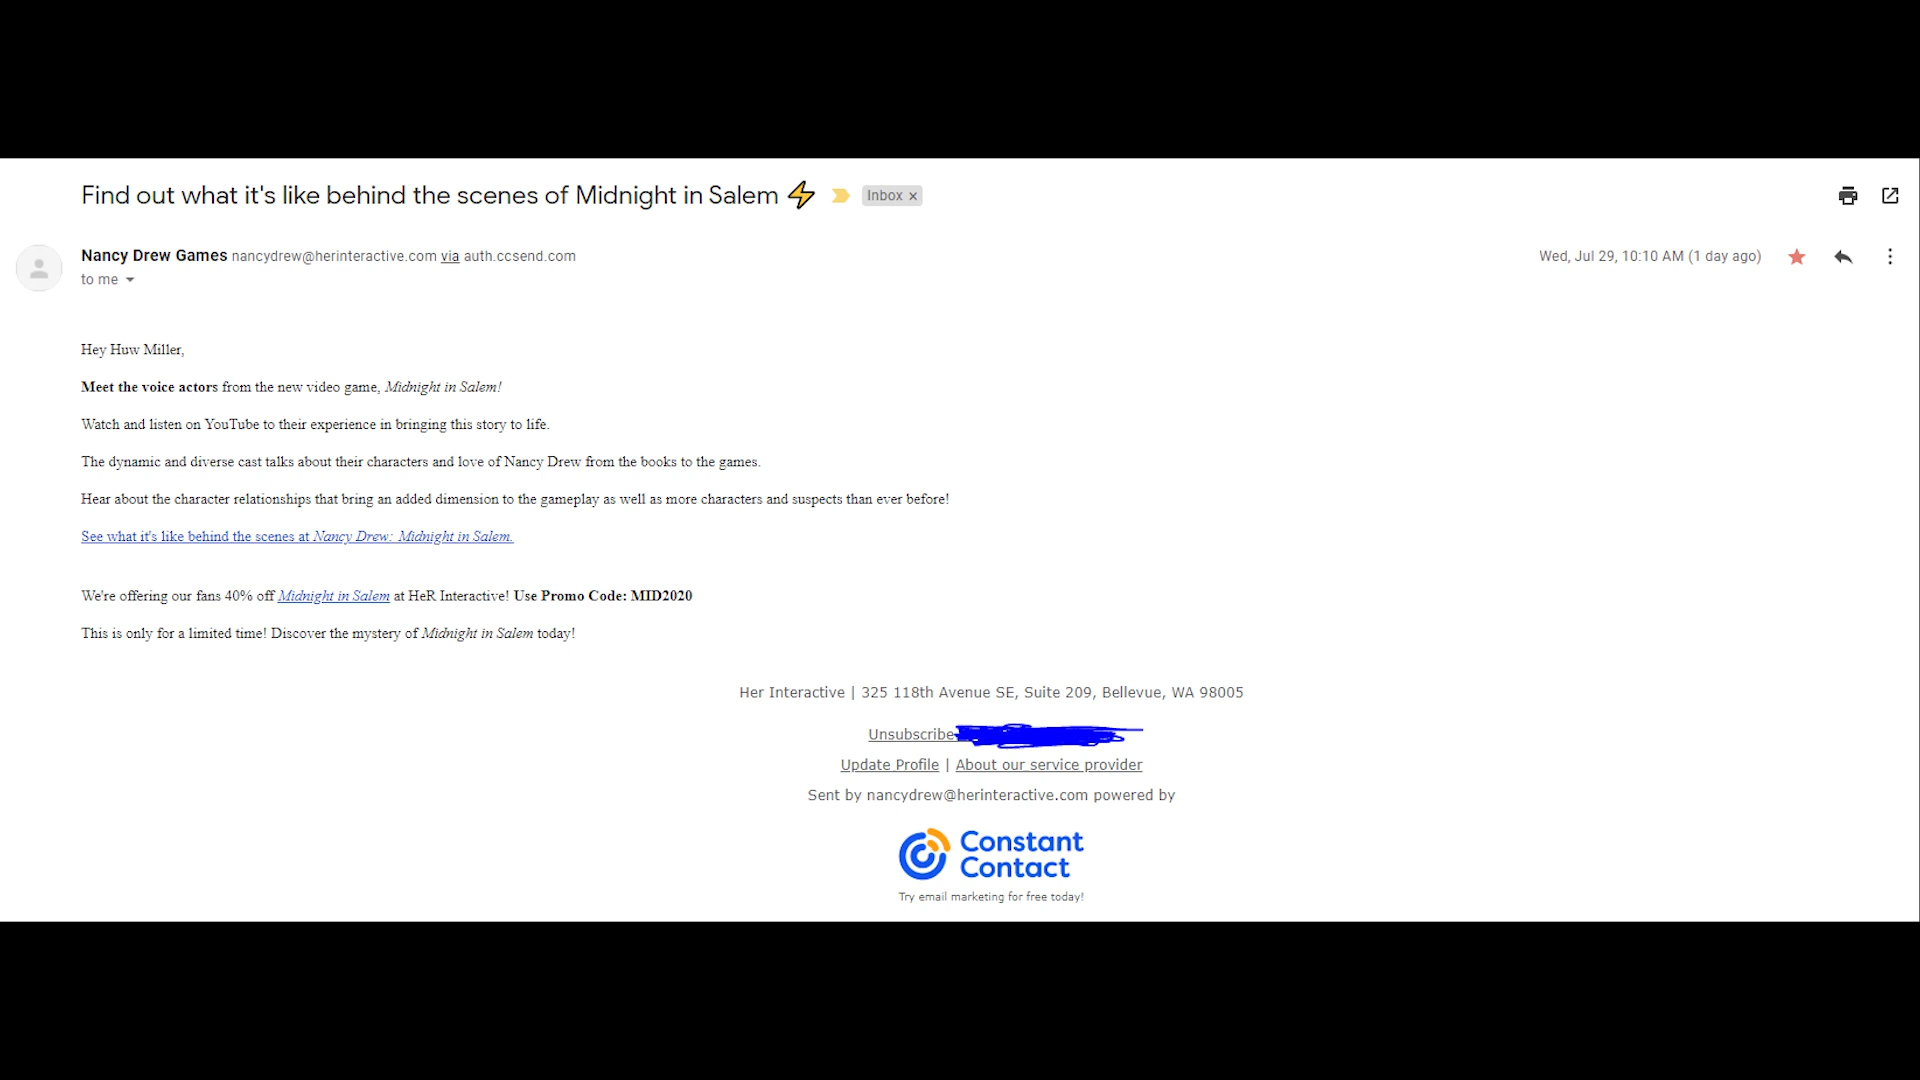 Find out what it's like behind the scenes of Midnight in Salem ⚡ Inbox ×
Nancy Drew Games nancydrew@herinteractive.com via auth.ccsend.com Wed, Jul 29, 10:10 AM (1 day ago)
to me
Hey Huw Miller,
Meet the voice actors from the new video game, Midnight in Salem!
Watch and listen on YouTube to their experience in bringing this story to life.
The dynamic and diverse cast talks about their characters and love of Nancy Drew from the books to the games.
Hear about the character relationships that bring an added dimension to the gameplay as well as more characters and suspects than ever before!
See what it's like behind the scenes at Nancy Drew: Midnight in Salem.
We're offering our fans 40% off Midnight in Salem at HeR Interactive! Use Promo Code: MID2020
This is only for a limited time! Discover the mystery of Midnight in Salem today!
Her Interactive | 325 118th Avenue SE, Suite 209, Bellevue, WA 98005
Unsubscribe
Update Profile | About our service provider
Sent by nancydrew@herinteractive.com powered by
Constant
Contact
Try email marketing for free today!